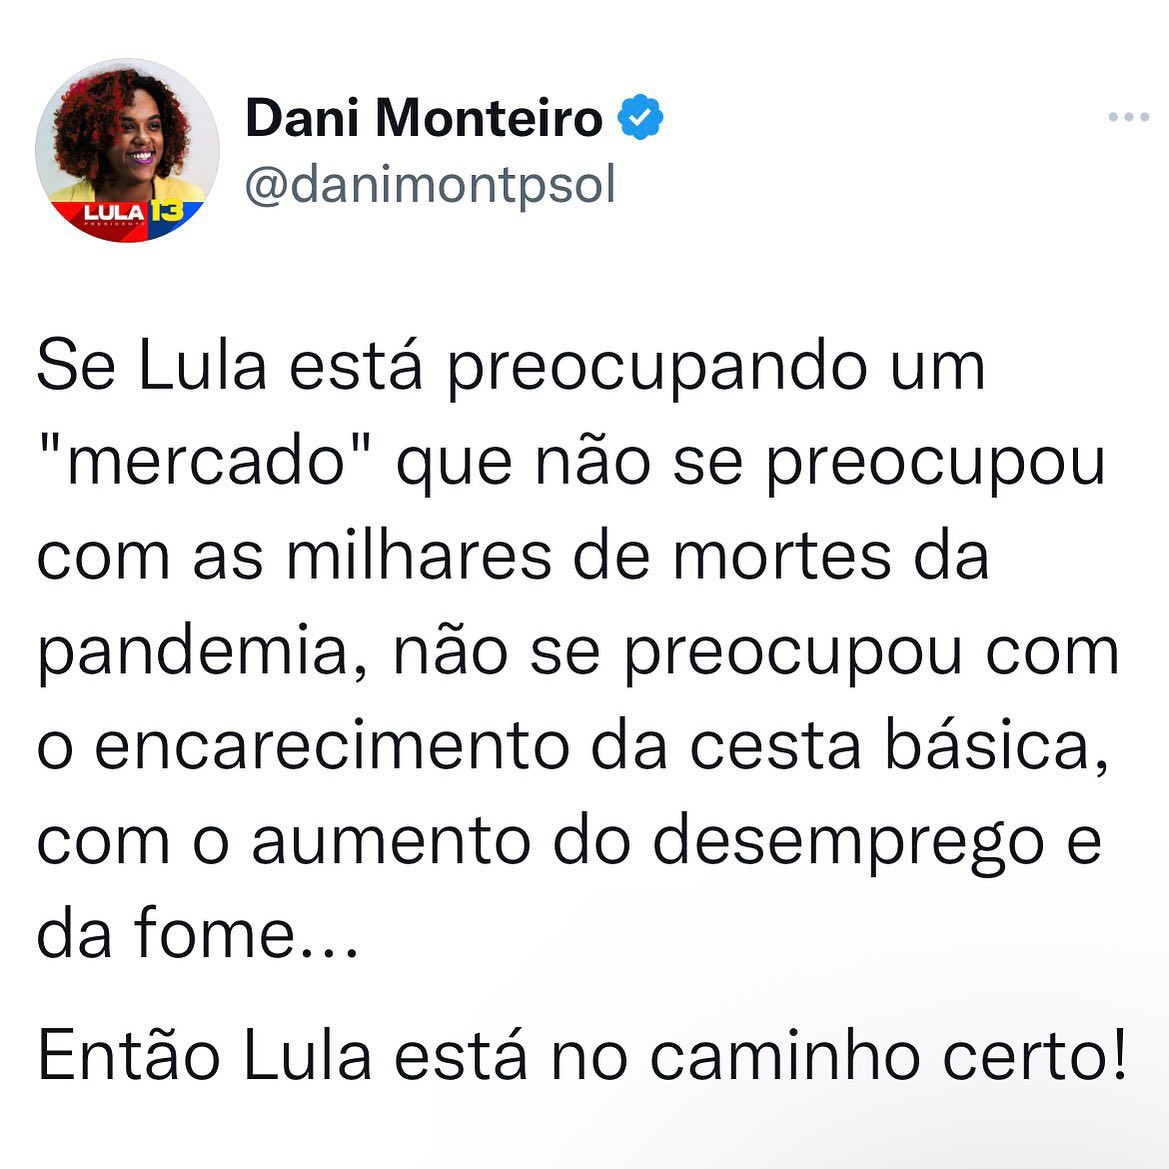 Dani Monteiro
@danimontpsol
LULA 13
PRESIDENTE
Se Lula está preocupando um
"mercado" que não se preocupou
com as milhares de mortes da
pandemia, não se preocupou com
o encarecimento da cesta básica,
com o aumento do desemprego e
da fome...
Então Lula está no caminho certo!